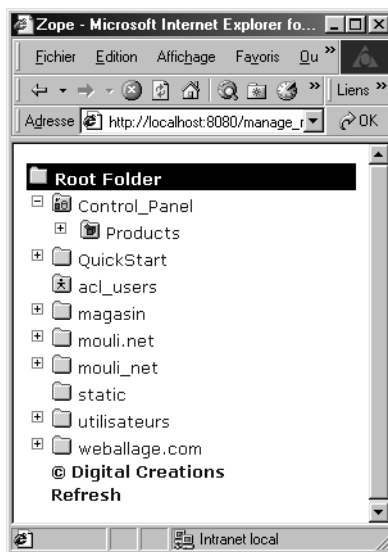 Zope - Microsoft Internet Explorer fo...
Fichier Edition Affichage Favoris Ou »
» Liens »
Adresse http://localhost:8080/manage_r OK
Root Folder
Control_Panel
Products
QuickStart
acl_users
magasin
mouli.net
mouli_net
static
utilisateurs
weballage.com
© Digital Creations
Refresh
Intranet local